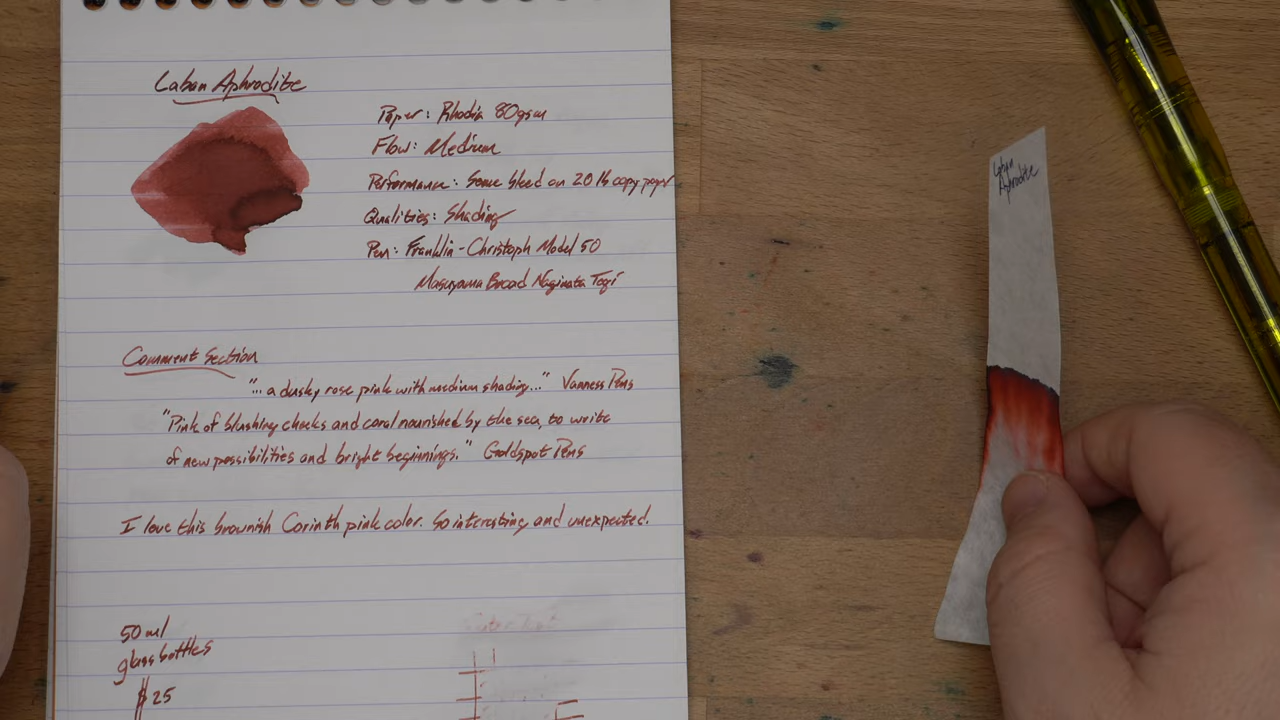 Laban Aphrodite
Paper: Rhodia 80gsm
Flow: Medium
Performance: Some bleed on 20 lb copy paper
Qualities: Shading
Pen: Franklin-Christoph Model 50
Masuyama Broad Naginata Togi
Comment Section
"... a dusky rose pink with medium shading..." Vanness Pens
"Pink of blushing cheeks and coral nourished by the sea, to write
of new possibilities and bright beginnings." Goldspot Pens
I love this brownish Corinth pink color. So interesting and unexpected.
50 ml
glass bottles
$25
Laban
Aphrodite